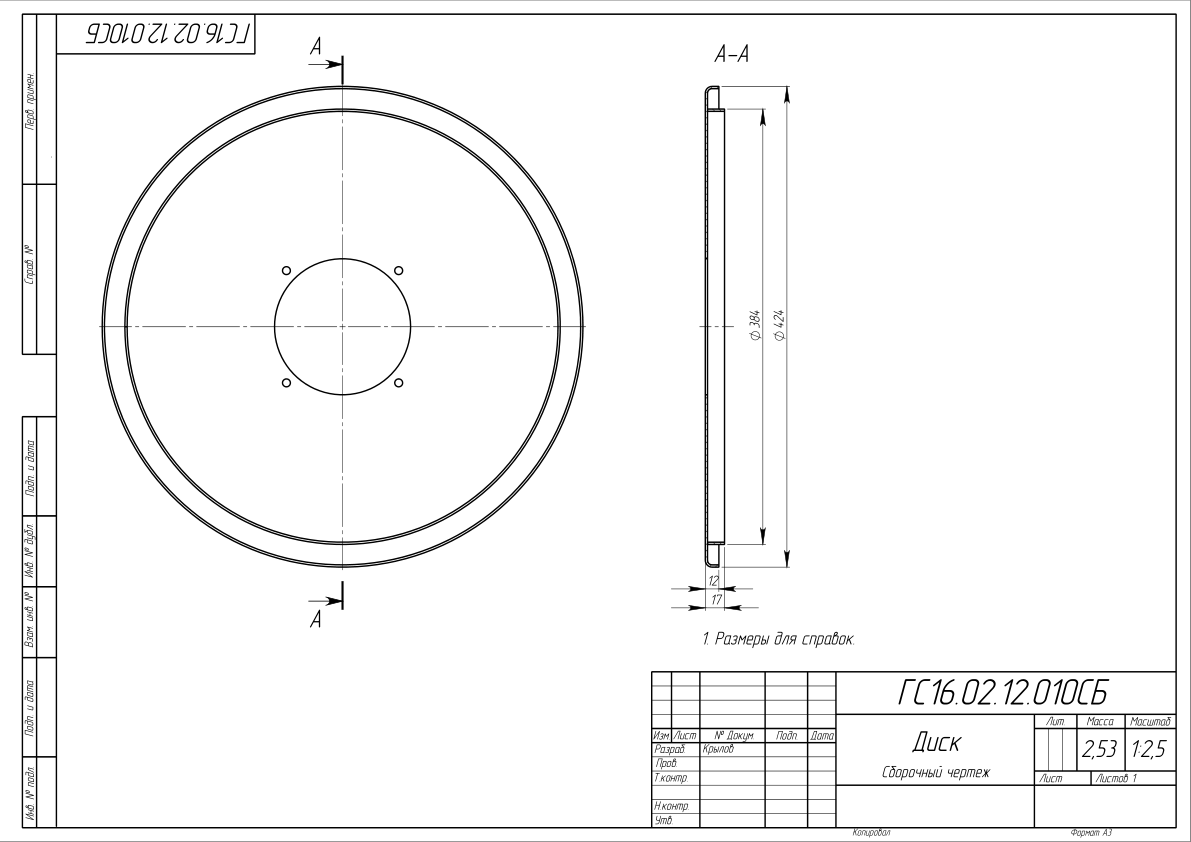 ГС16.02.12.010СБ
А
А-А
Перв. примен.
Справ. №
⌀384
⌀424
Подп. и дата
Инв. № дубл.
Взам. инв. №
Подп. и дата
Инв. № подл.
12
17
А
1. Размеры для справок.
ГС16.02.12.010СБ
Изм. Лист № Докум. Подп. Дата
Разраб. Крылов
Пров.
Т.контр.
Н.контр.
Утв.
Диск
Сборочный чертеж
Лит. Масса Масштаб
2,53 1:2,5
Лист Листов 1
Копировал Формат А3